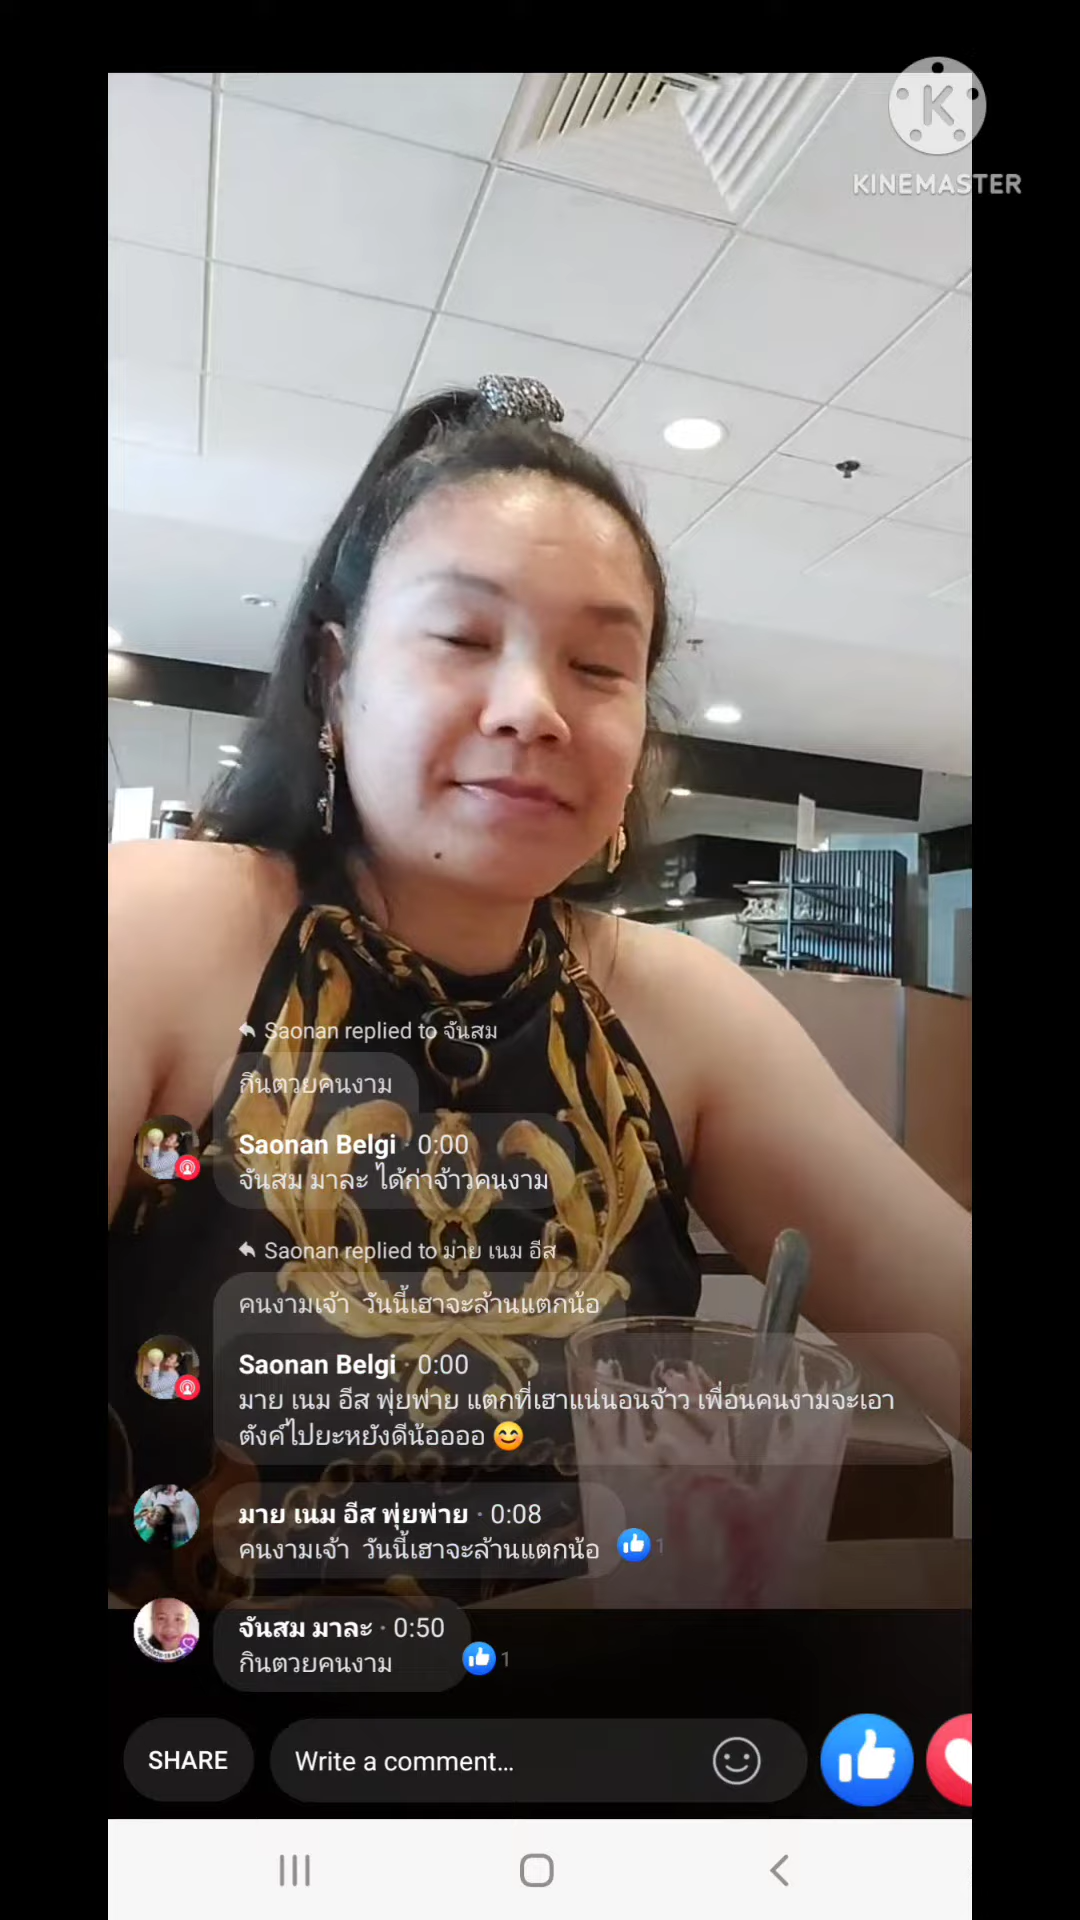 KINEMASTER
Saonan replied to จันสม
กินตวยคนงาม
Saonan Belgi · 0:00
จันสม มาละ ได้ก่าจ้าวคนงาม
Saonan replied to ม่าย เนม อีส
คนงามเจ้า วันนี้เฮาจะล้านแตกน้อ
Saonan Belgi · 0:00
มาย เนม อีส พุ่ยพ่าย แตกที่เฮาแน่นอนจ้าว เพื่อนคนงามจะเอา
ตังค์ไปยะหยังดีน้ออออ 😊
มาย เนม อีส พุ่ยพ่าย · 0:08
คนงามเจ้า วันนี้เฮาจะล้านแตกน้อ
1
จันสม มาละ · 0:50
กินตวยคนงาม
1
SHARE
Write a comment...